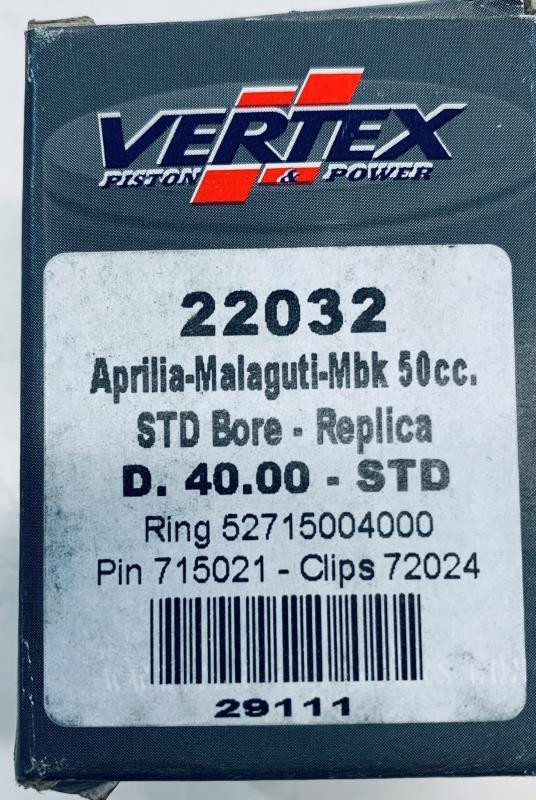 VERTEX
PISTON & POWER
22032
Aprilia-Malaguti-Mbk 50cc.
STD Bore - Replica
D. 40.00 - STD
Ring 52715004000
Pin 715021 - Clips 72024
29111